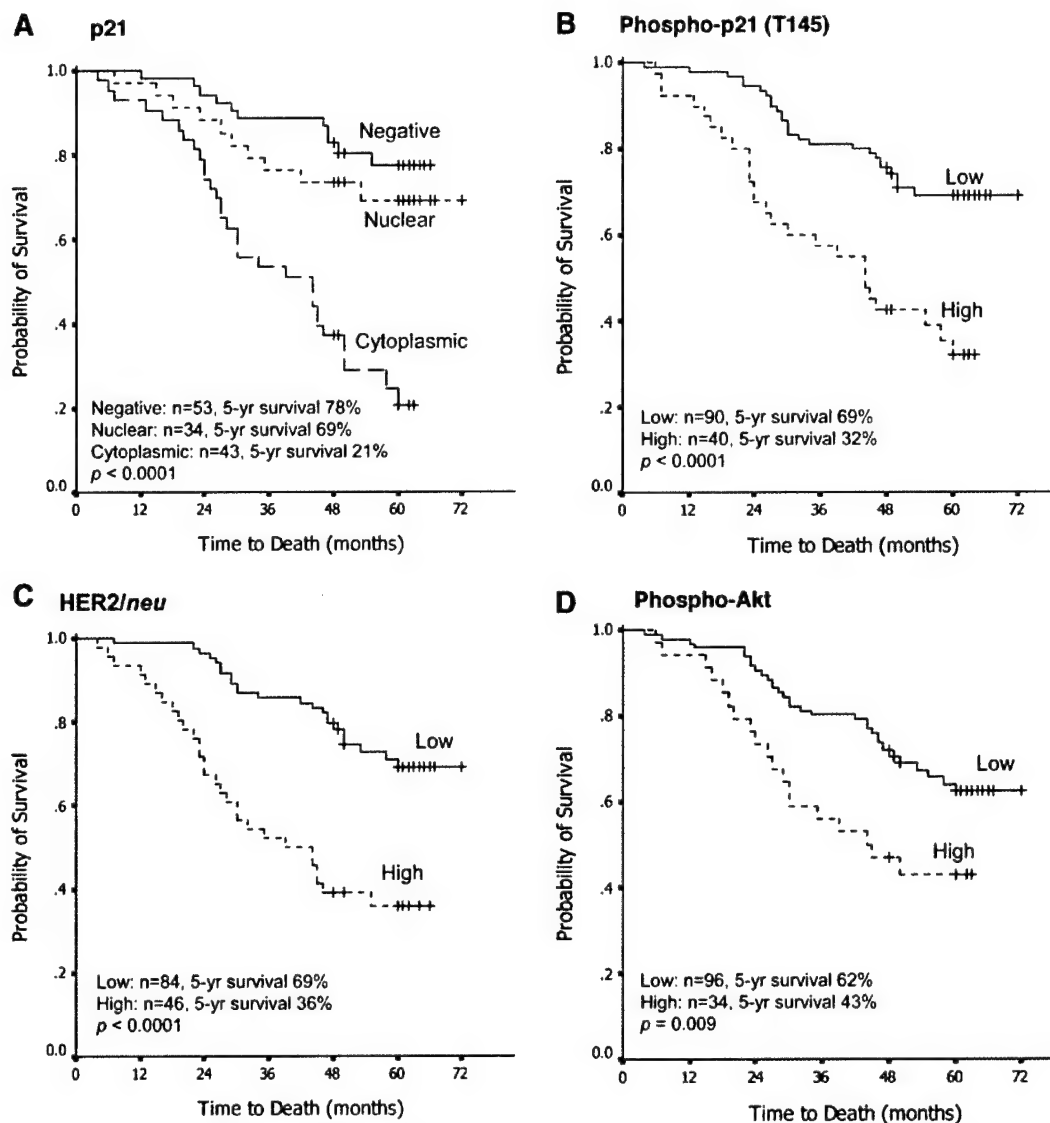 A p21
Probability of Survival
1.0
.8
.6
.4
.2
0.0
Negative
Nuclear
Cytoplasmic
Negative: n=53, 5-yr survival 78%
Nuclear: n=34, 5-yr survival 69%
Cytoplasmic: n=43, 5-yr survival 21%
p < 0.0001
0 12 24 36 48 60 72
Time to Death (months)
B Phospho-p21 (T145)
Probability of Survival
1.0
.8
.6
.4
.2
0.0
Low
High
Low: n=90, 5-yr survival 69%
High: n=40, 5-yr survival 32%
p < 0.0001
0 12 24 36 48 60 72
Time to Death (months)
C HER2/neu
Probability of Survival
1.0
.8
.6
.4
.2
0.0
Low
High
Low: n=84, 5-yr survival 69%
High: n=46, 5-yr survival 36%
p < 0.0001
0 12 24 36 48 60 72
Time to Death (months)
D Phospho-Akt
Probability of Survival
1.0
.8
.6
.4
.2
0.0
Low
High
Low: n=96, 5-yr survival 62%
High: n=34, 5-yr survival 43%
p = 0.009
0 12 24 36 48 60 72
Time to Death (months)